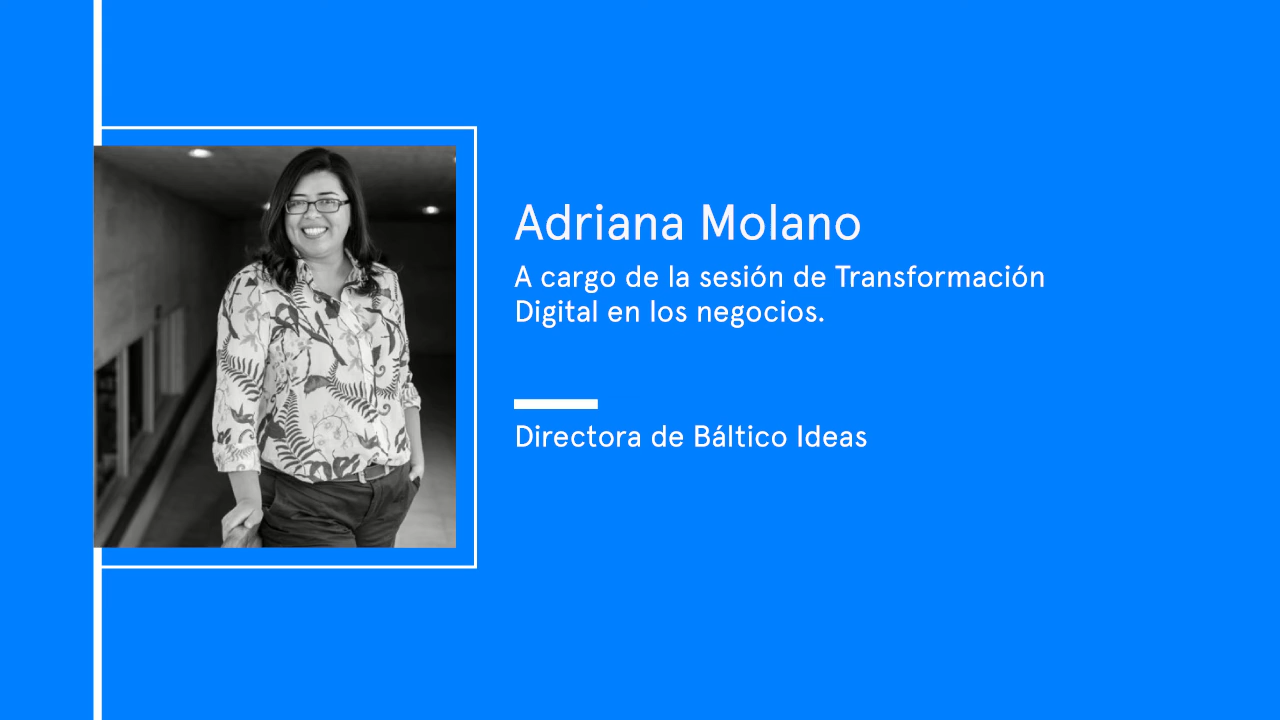 Adriana Molano
A cargo de la sesión de Transformación
Digital en los negocios.
Directora de Báltico Ideas